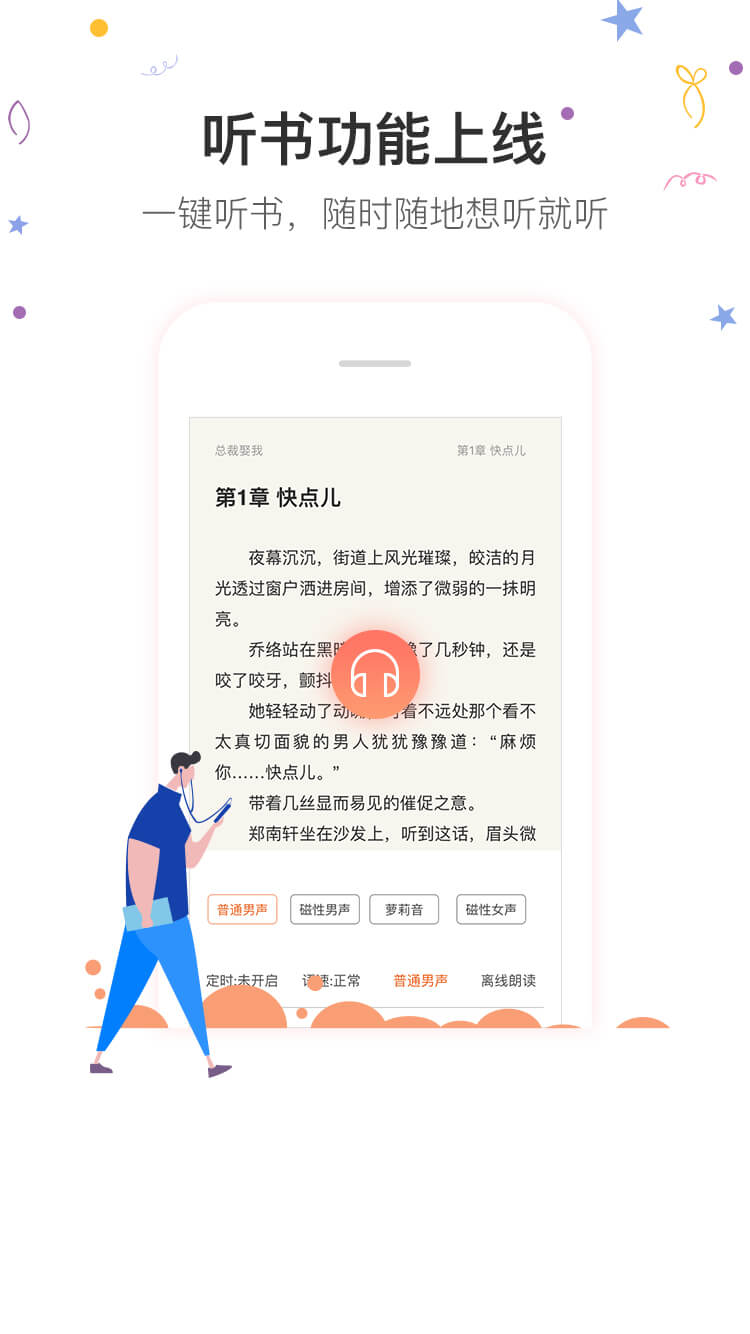 听书功能上线
一键听书，随时随地想听就听
总裁娶我 第1章 快点儿
第1章 快点儿
夜幕沉沉，街道上风光璀璨，皎洁的月
光透过窗户洒进房间，增添了微弱的一抹明
亮。
乔络站在黑 了几秒钟，还是
咬了咬牙，颤抖
她轻轻动了动 着不远处那个看不
太真切面貌的男人犹犹豫豫道：“麻烦
你……快点儿。”
带着几丝显而易见的催促之意。
郑南轩坐在沙发上，听到这话，眉头微
普通男声 磁性男声 萝莉音 磁性女声
定时:未开启 语速:正常 普通男声 离线朗读